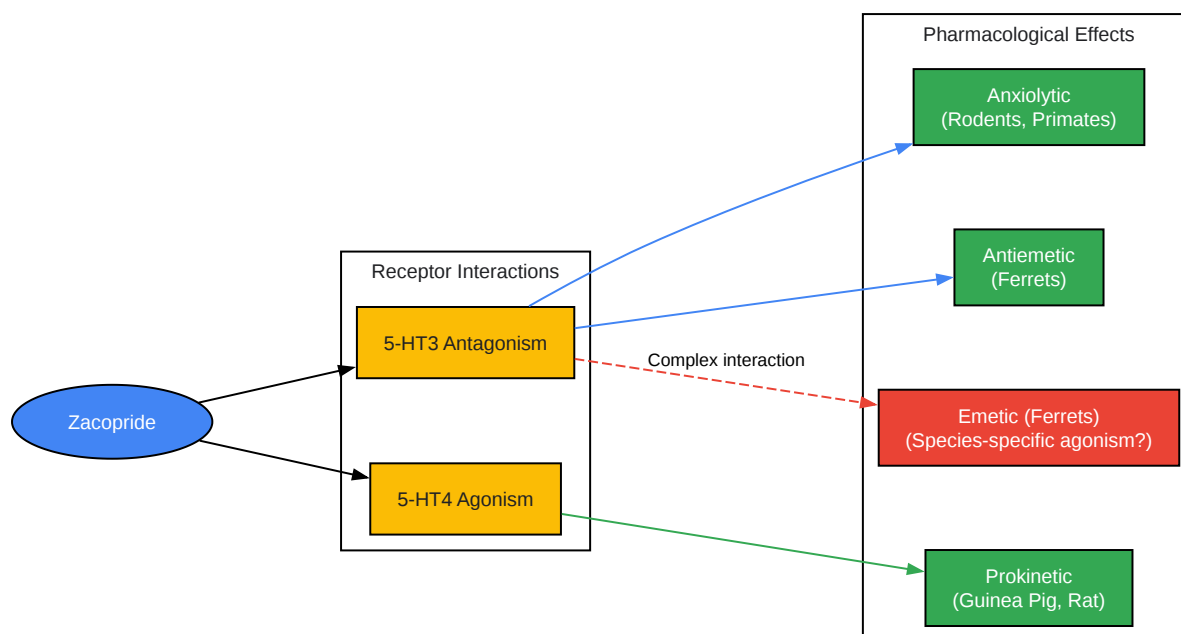 Zacopride
Receptor Interactions
5-HT3 Antagonism
5-HT4 Agonism
Complex interaction
Pharmacological Effects
Anxiolytic
(Rodents, Primates)
Antiemetic
(Ferrets)
Emetic (Ferrets)
(Species-specific agonism?)
Prokinetic
(Guinea Pig, Rat)